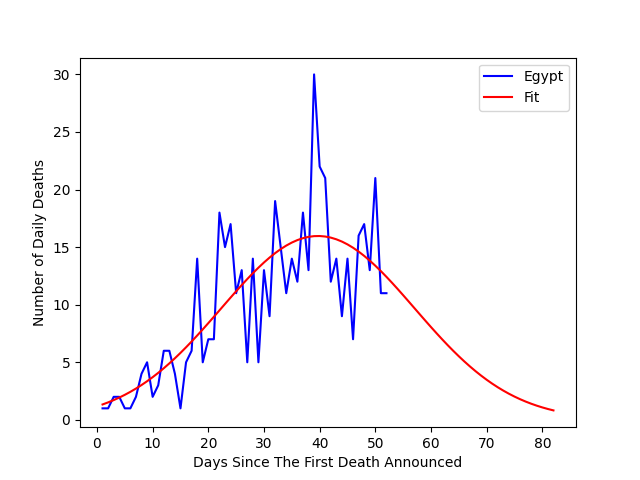 Egypt
Fit
30
25
20
15
10
5
0
Number of Daily Deaths
0 10 20 30 40 50 60 70 80
Days Since The First Death Announced